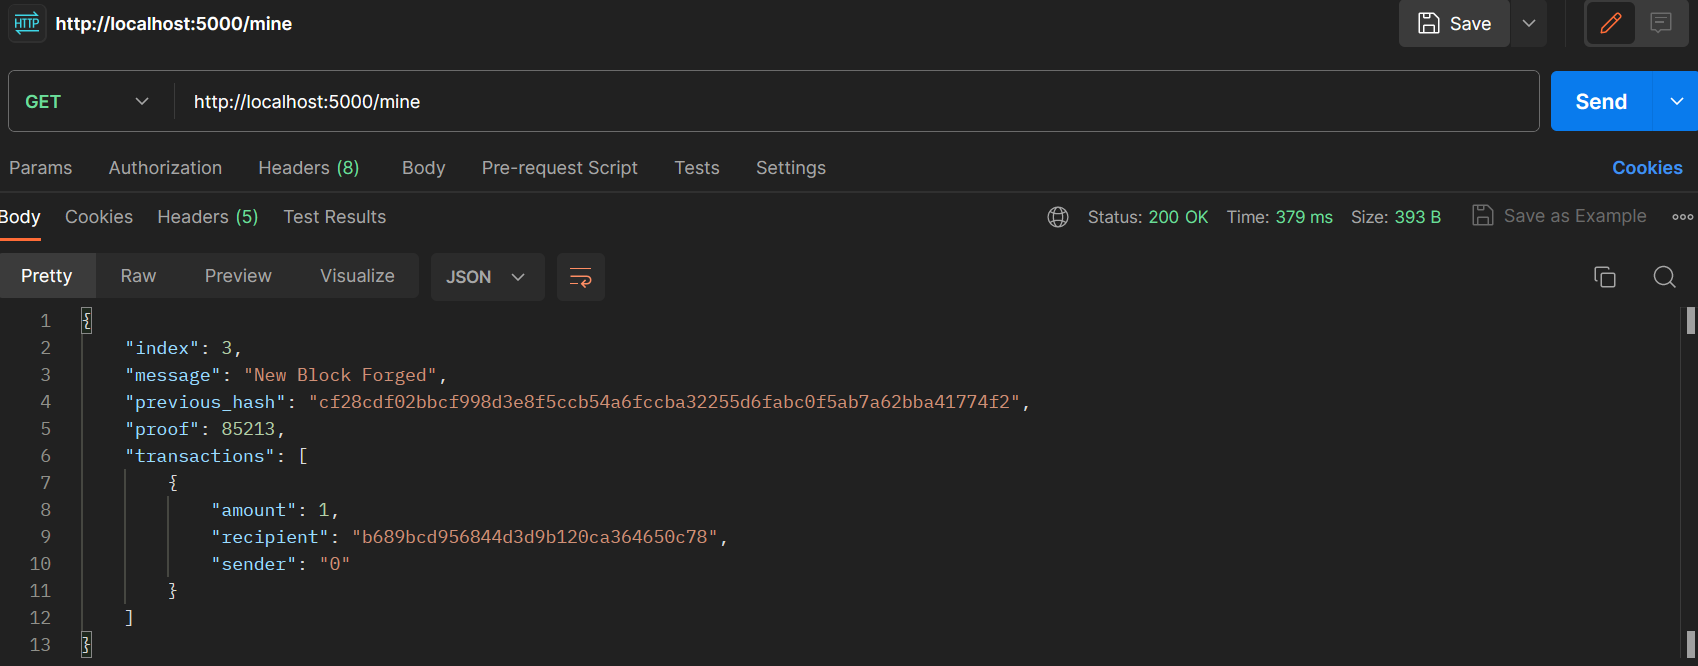 HTTP http://localhost:5000/mine Save
GET http://localhost:5000/mine Send
Params Authorization Headers (8) Body Pre-request Script Tests Settings Cookies
Body Cookies Headers (5) Test Results Status: 200 OK Time: 379 ms Size: 393 B Save as Example
Pretty Raw Preview Visualize JSON
1 {
2 "index": 3,
3 "message": "New Block Forged",
4 "previous_hash": "cf28cdf02bbcf998d3e8f5ccb54a6fccba32255d6fabc0f5ab7a62bba41774f2",
5 "proof": 85213,
6 "transactions": [
7 {
8 "amount": 1,
9 "recipient": "b689bcd956844d3d9b120ca364650c78",
10 "sender": "0"
11 }
12 ]
13 }